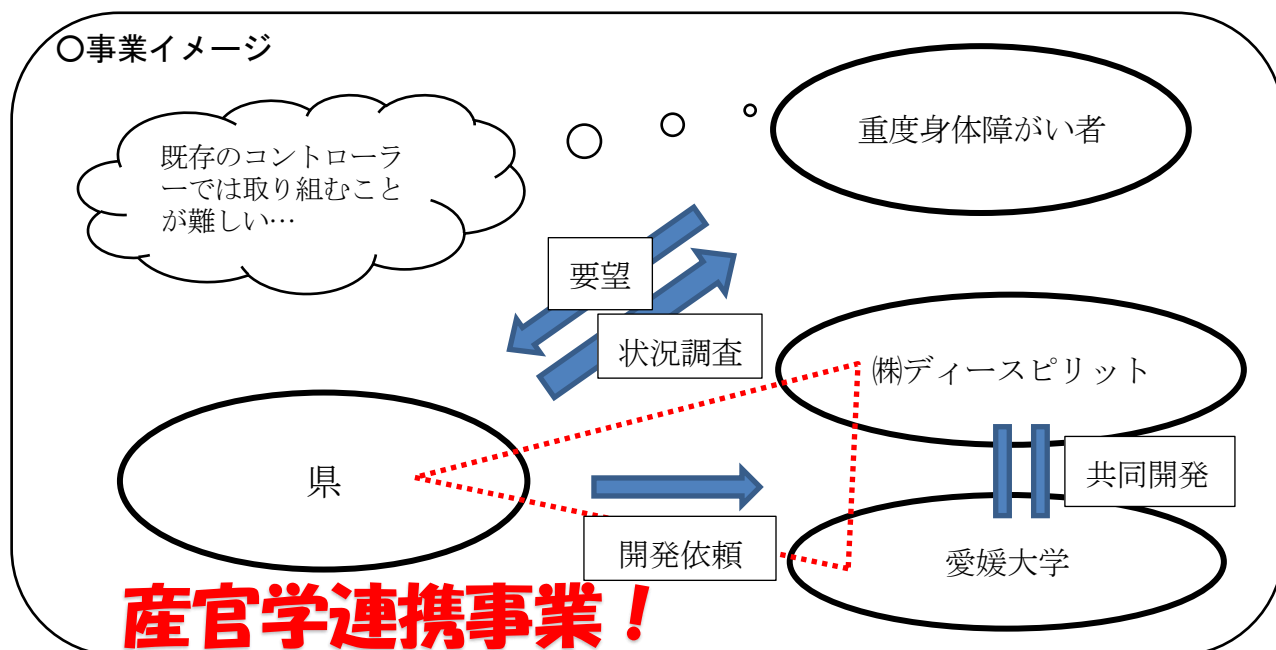 〇事業イメージ
重度身体障がい者
既存のコントローラ
ーでは取り組むこと
が難しい…
要望
状況調査
㈱ディースピリット
県
共同開発
開発依頼
愛媛大学
産官学連携事業！